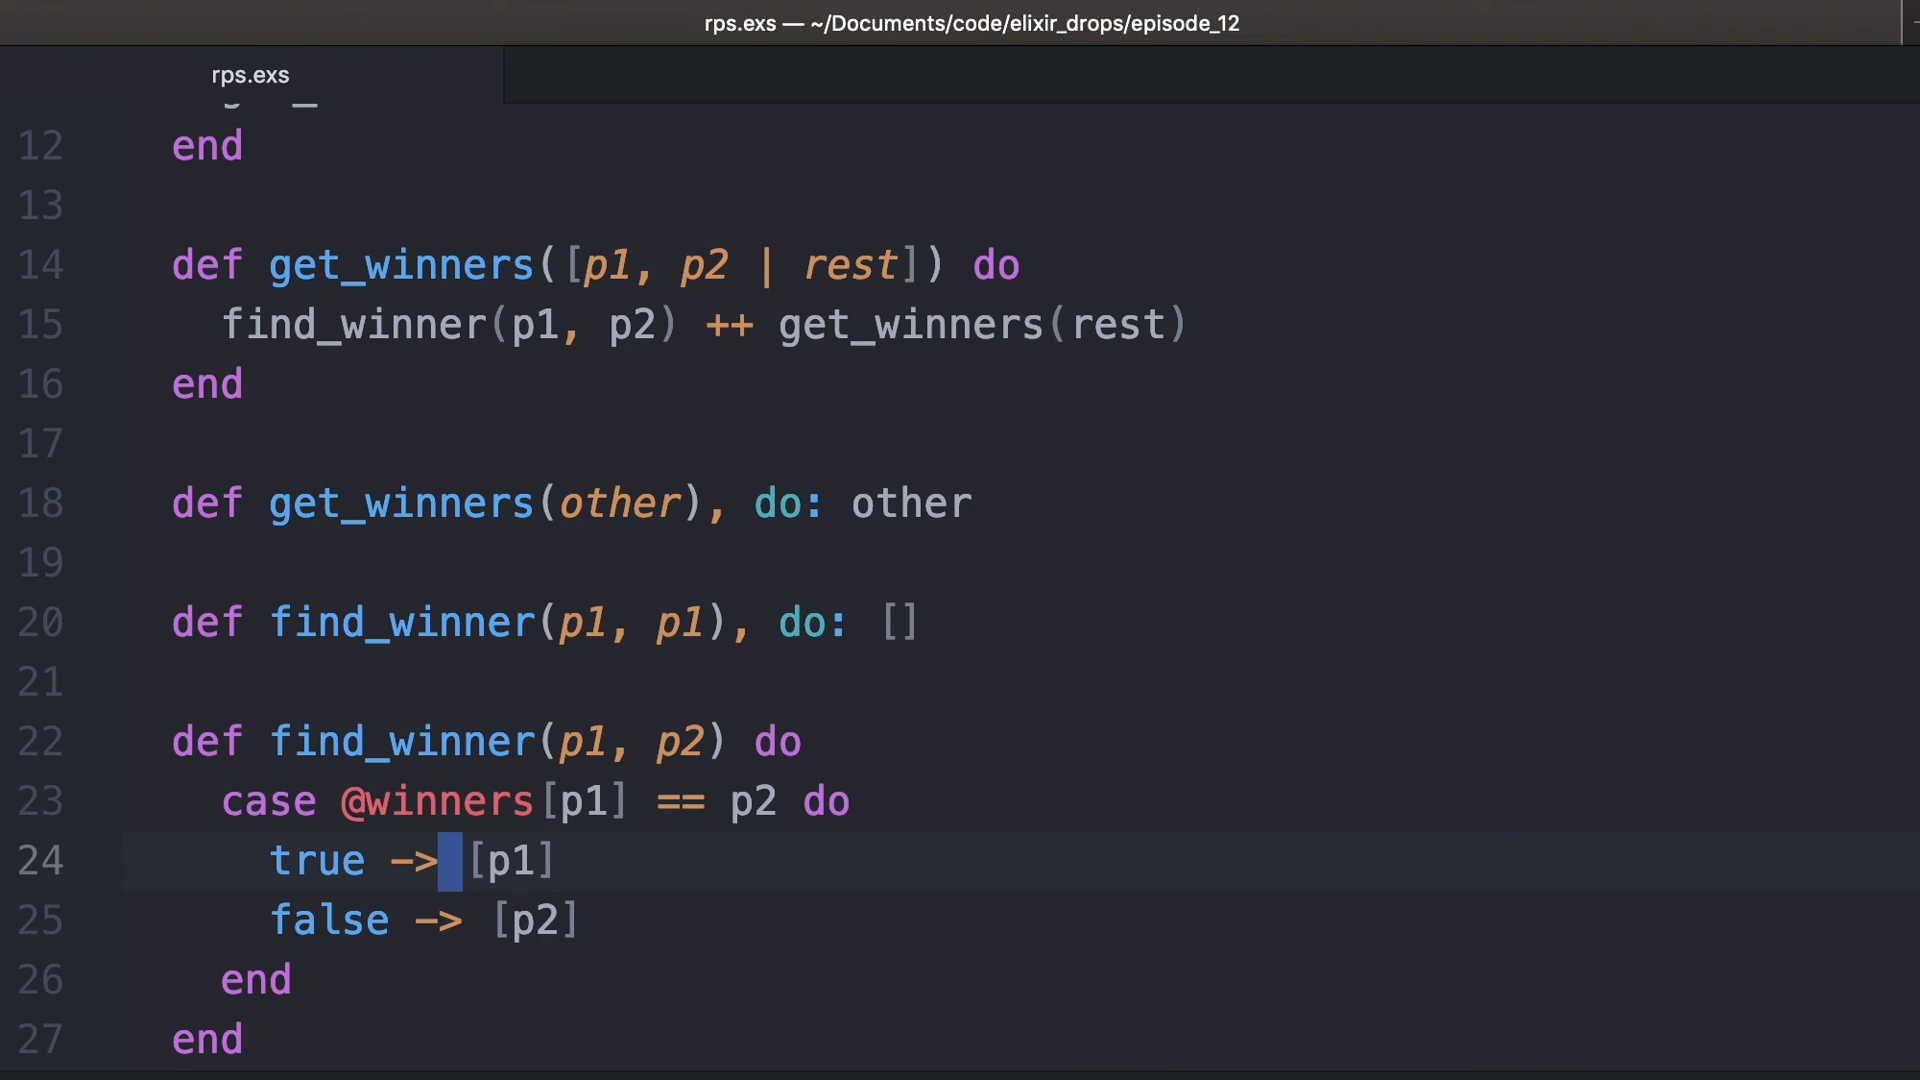 rps.exs — ~/Documents/code/elixir_drops/episode_12
rps.exs
12 end
13
14 def get_winners([p1, p2 | rest]) do
15 find_winner(p1, p2) ++ get_winners(rest)
16 end
17
18 def get_winners(other), do: other
19
20 def find_winner(p1, p1), do: []
21
22 def find_winner(p1, p2) do
23 case @winners[p1] == p2 do
24 true -> [p1]
25 false -> [p2]
26 end
27 end